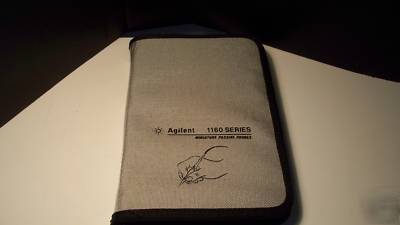 Agilent 1160 SERIES
MINIATURE PASSIVE PROBES